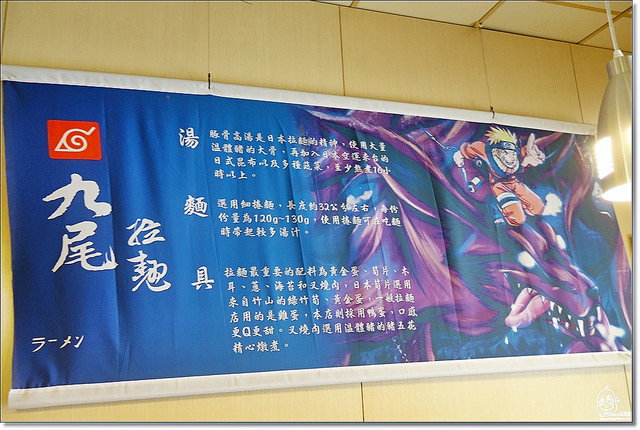 九尾
拉麵
ラーメン
湯
豚骨高湯是日本拉麵的精神、使用大量
溫體豬的大骨，再加入日本空運來台的
日式昆布以及多種蔬菜，至少熬煮16小
時以上。
麵
選用細捲麵，長度約32公分左右，每份
份量為120g~130g，使用捲麵可在吃麵
時帶起較多湯汁。
具
拉麵最重要的配料為黃金蛋、筍片、木
耳、蔥、海苔和叉燒肉，日本筍片選用
來自竹山的綠竹筍、黃金蛋，一般拉麵
店用的是雞蛋，本店則採用鴨蛋，口感
更Q更甜。叉燒肉選用溫體豬的豬五花
精心燉煮。